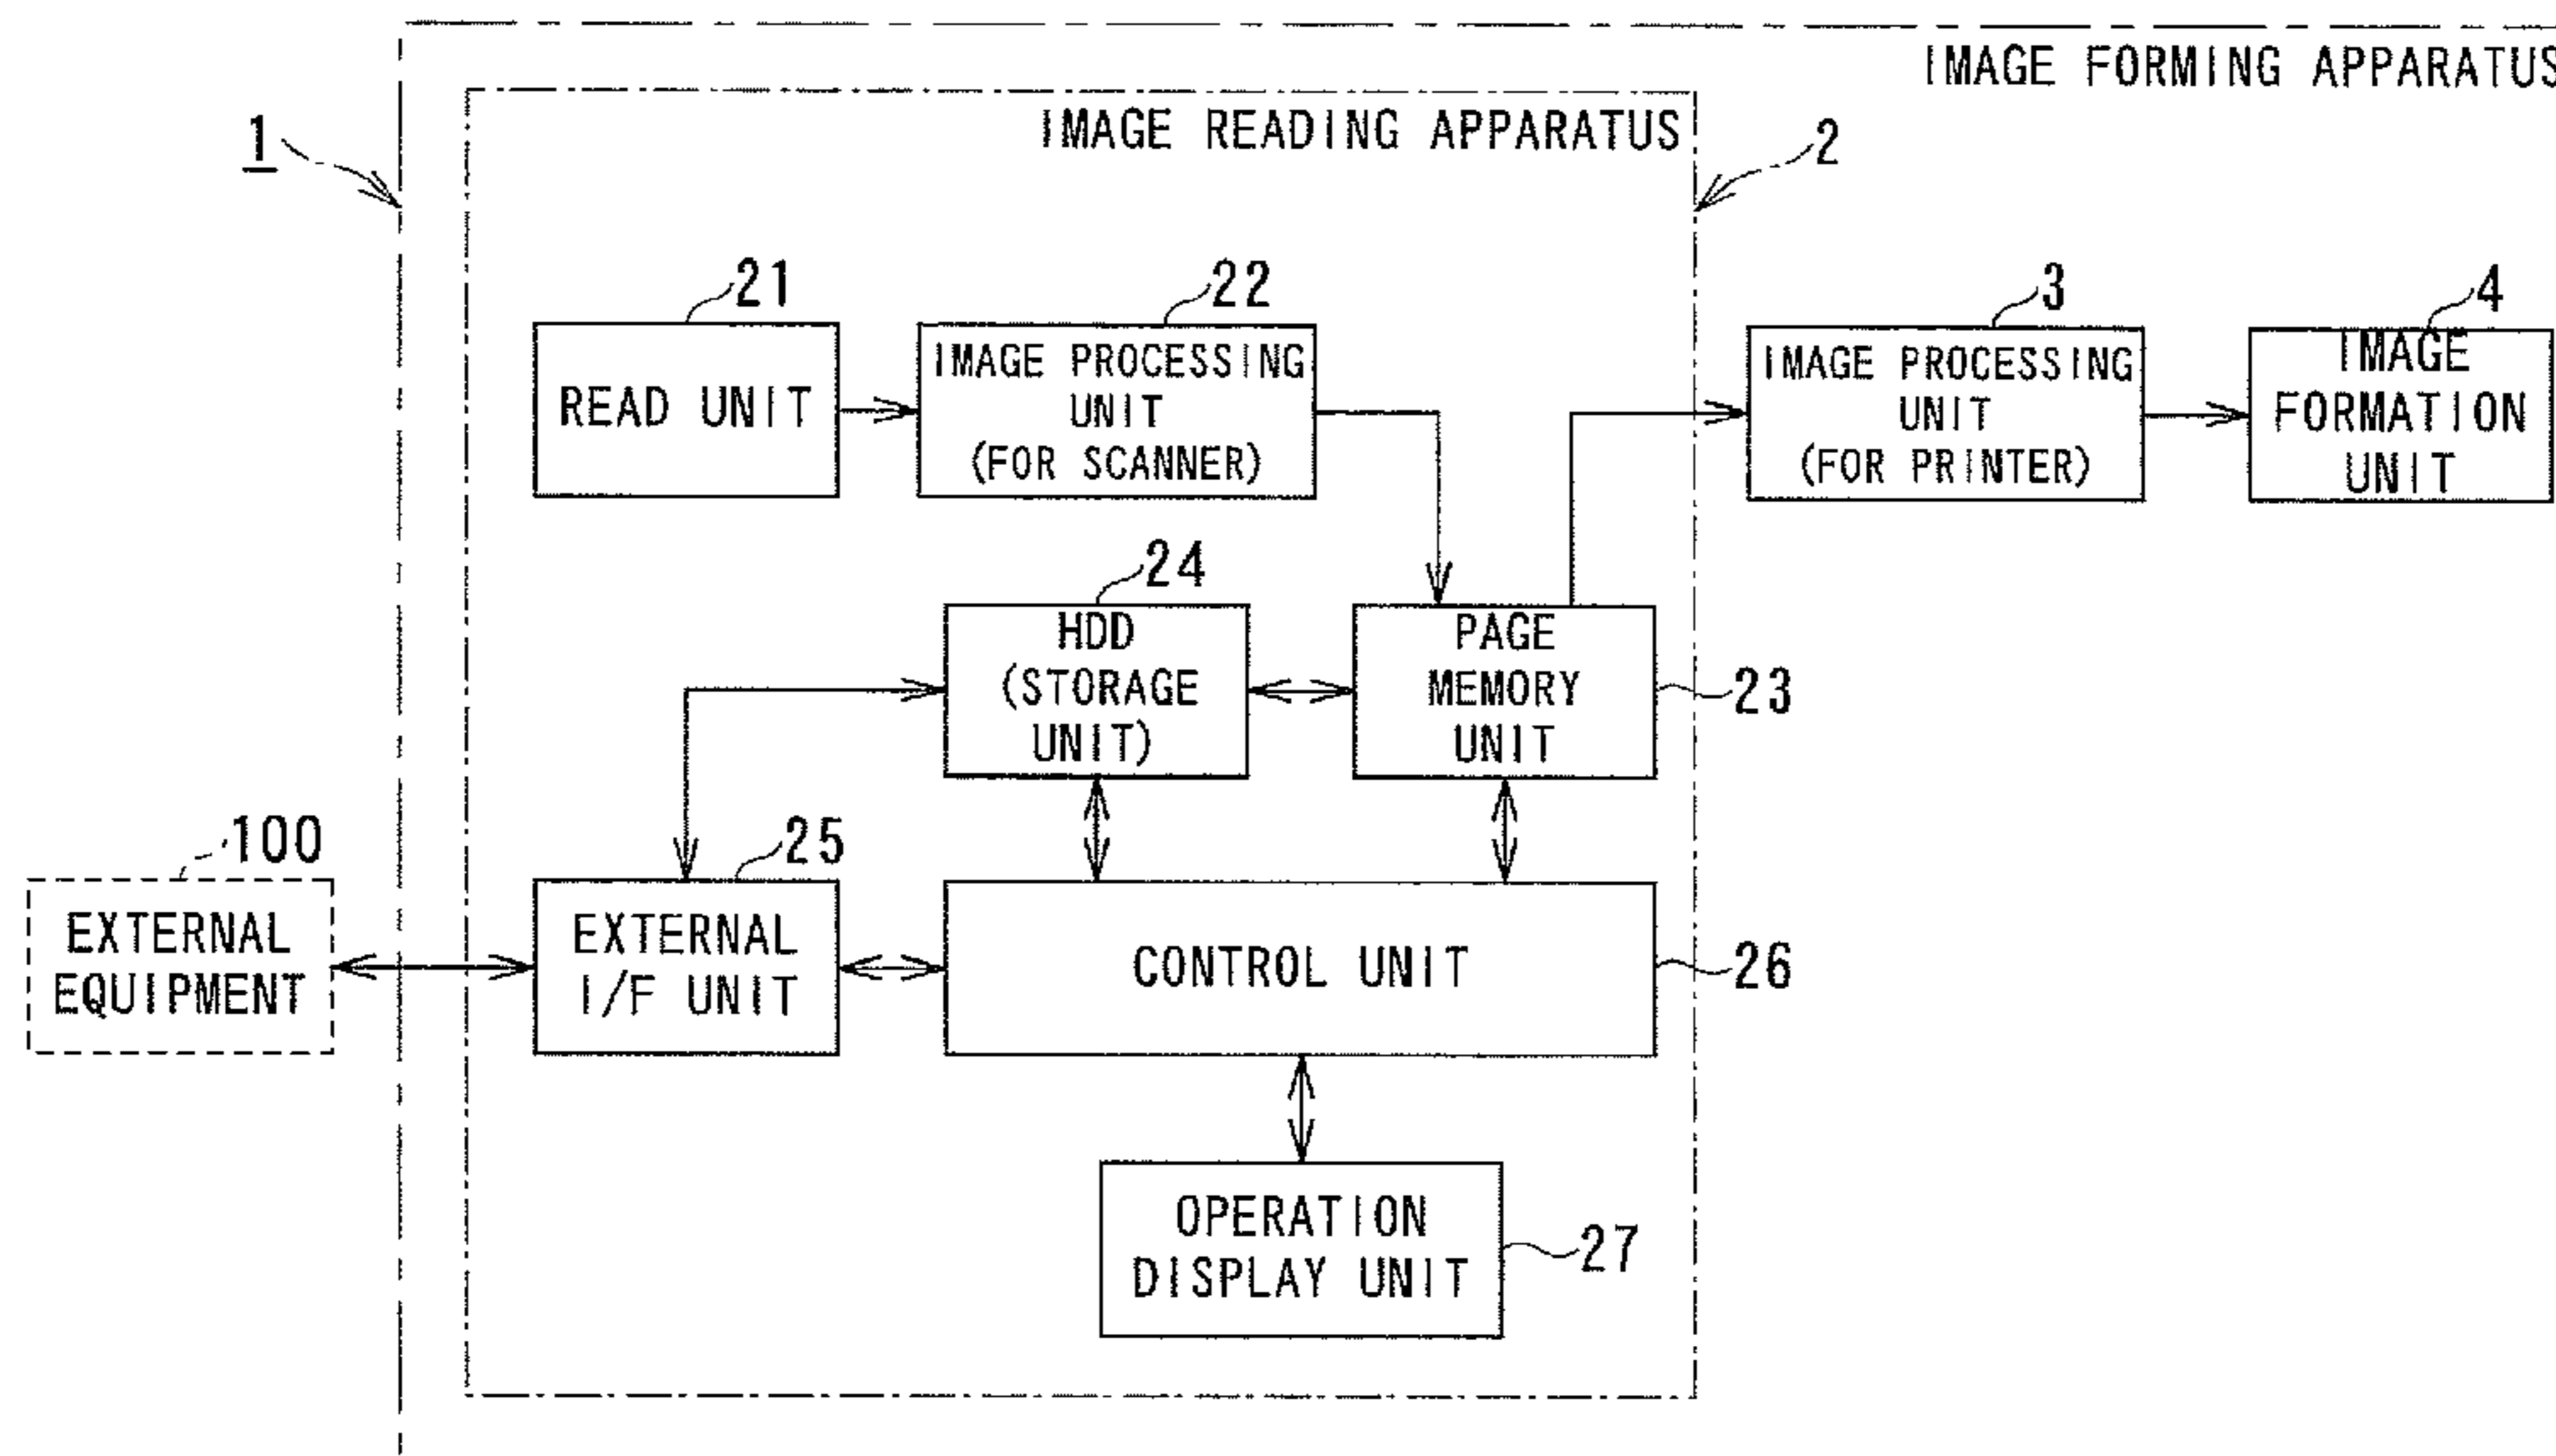 IMAGE FORMING APPARATUS
1
IMAGE READING APPARATUS
2
21
READ UNIT
22
IMAGE PROCESSING
UNIT
(FOR SCANNER)
3
IMAGE PROCESSING
UNIT
(FOR PRINTER)
4
IMAGE
FORMATION
UNIT
24
HDD
(STORAGE
UNIT)
PAGE
MEMORY
UNIT
23
100
EXTERNAL
EQUIPMENT
25
EXTERNAL
I/F UNIT
CONTROL UNIT
26
OPERATION
DISPLAY UNIT
27